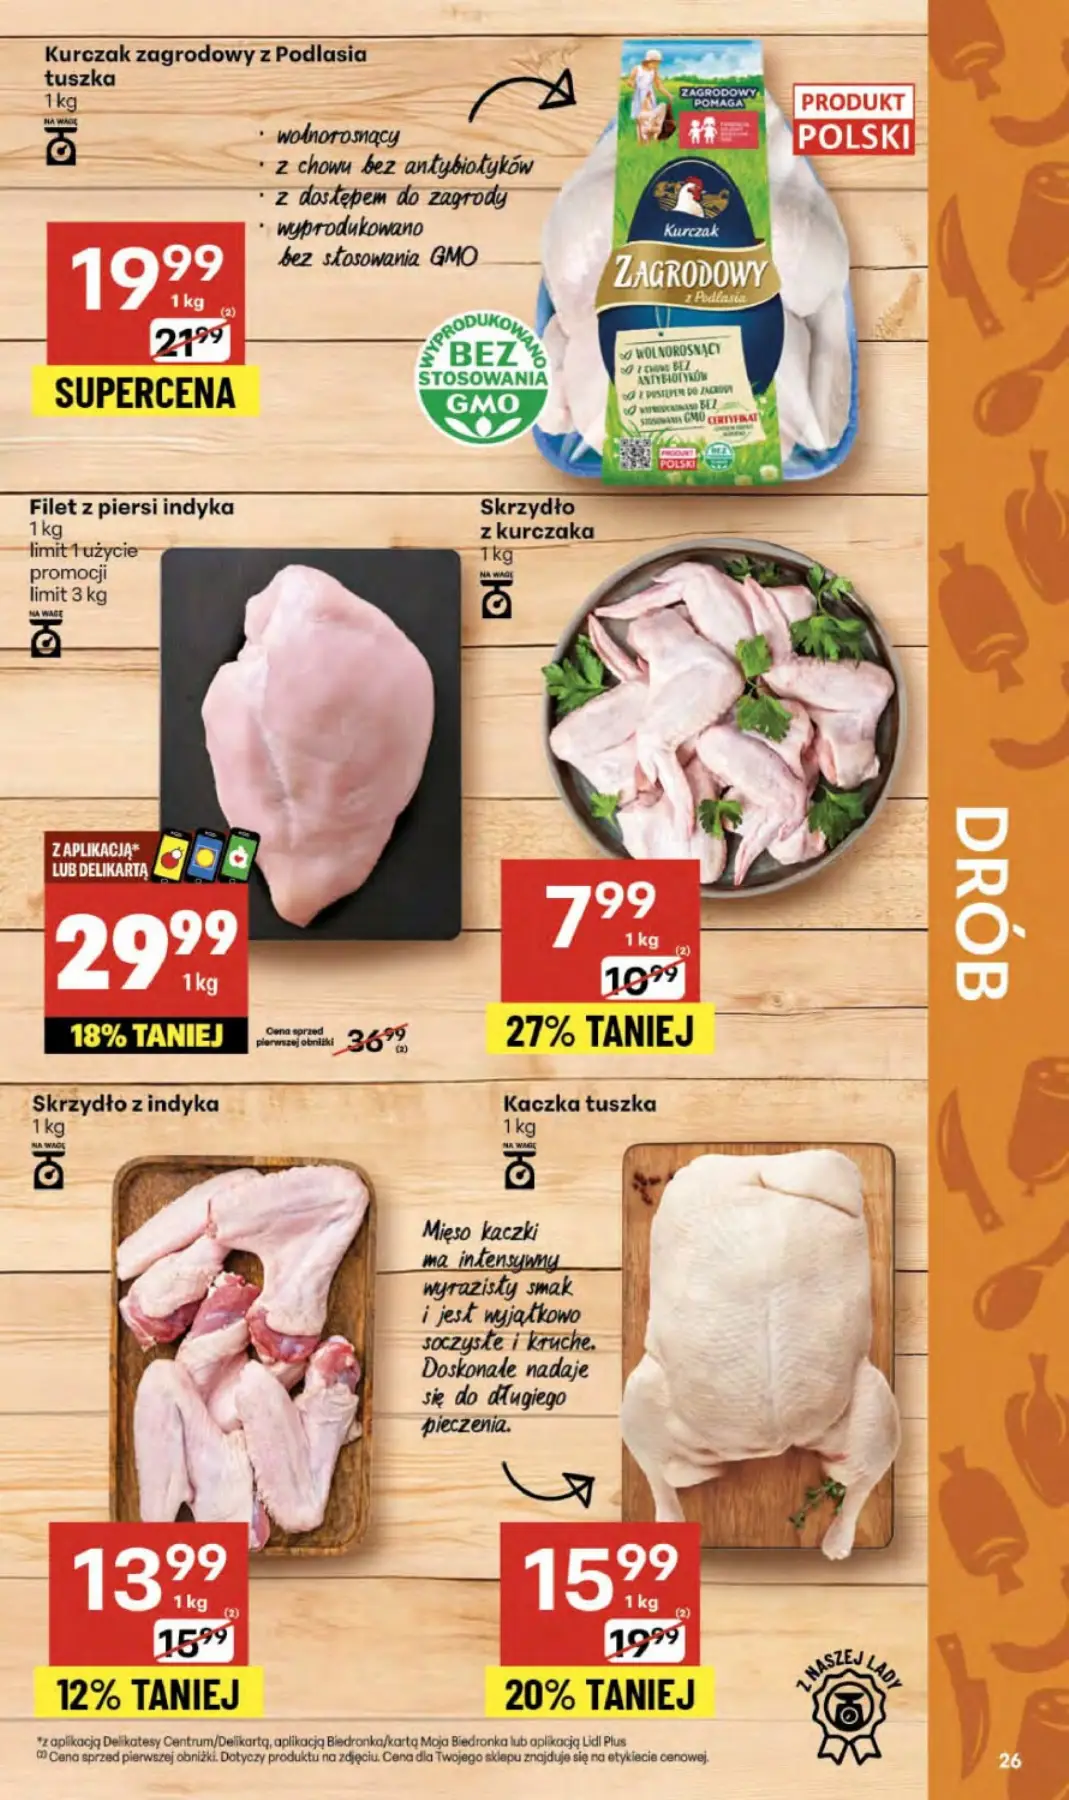 Kurczak zagrodowy z Podlasia
tuszka
1 kg
NA WAGĘ
• wolnorosnący
• z chowu bez antybiotyków
• z dostępem do zagrody
• wyprodukowano
bez stosowania GMO
PRODUKT
POLSKI
ZAGRODOWY
POMAGA
Kurczak
ZAGRODOWY
z Podlasia
WOLNOROSNĄCY
Z CHOWU BEZ
ANTYBIOTYKÓW
Z DOSTĘPEM DO ZAGRODY
WYPRODUKOWANO BEZ
STOSOWANIA GMO
CERTYFIKAT
PRODUKT
POLSKI
BEZ
GMO
WYPRODUKOWANO
BEZ
STOSOWANIA
GMO
19 99
1 kg
(2)
21 99
SUPERCENA
Filet z piersi indyka
1 kg
limit 1 użycie
promocji
limit 3 kg
NA WAGĘ
Z APLIKACJĄ*
LUB DELIKARTĄ
29 99
1 kg
18% TANIEJ
Cena sprzed
pierwszej obniżki
36 99
(2)
Skrzydło
z kurczaka
1 kg
NA WAGĘ
7 99
1 kg
(2)
10 99
27% TANIEJ
DRÓB
Skrzydło z indyka
1 kg
NA WAGĘ
13 99
1 kg
(2)
15 99
12% TANIEJ
Kaczka tuszka
1 kg
NA WAGĘ
Mięso kaczki
ma intensywny
wyrazisty smak
i jest wyjątkowo
soczyste i kruche.
Doskonale nadaje
się do długiego
pieczenia.
15 99
1 kg
(2)
19 99
20% TANIEJ
Z NASZEJ LADY
*z aplikacją Delikatesy Centrum/Delikartą, aplikacją Biedronka/kartą Moja Biedronka lub aplikacją Lidl Plus
(2) Cena sprzed pierwszej obniżki. Dotyczy produktu na zdjęciu. Cena dla Twojego sklepu znajduje się na etykiecie cenowej.
26